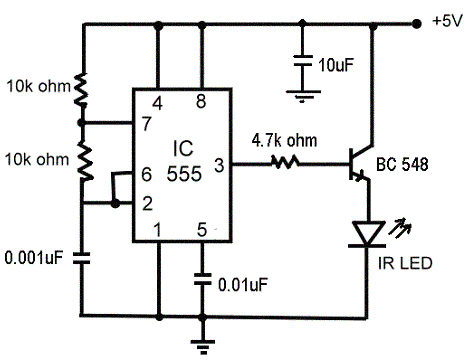 +5V
10uF
10k ohm
4
8
7
4.7k ohm
10k ohm
IC
555
3
BC 548
6
2
1
5
0.001uF
0.01uF
IR LED